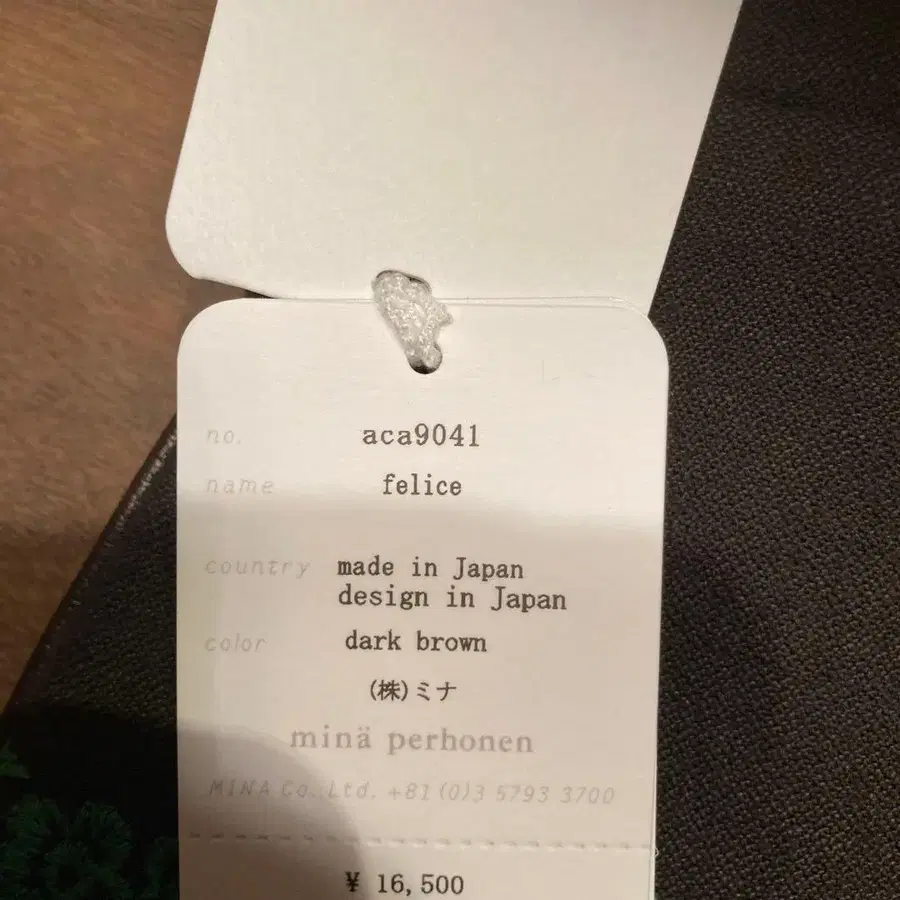 no. aca9041
name felice
country made in Japan
design in Japan
color dark brown
(株)ミナ
minä perhonen
MINA Co., Ltd. +81 (0)3 5793 3700
¥ 16,500